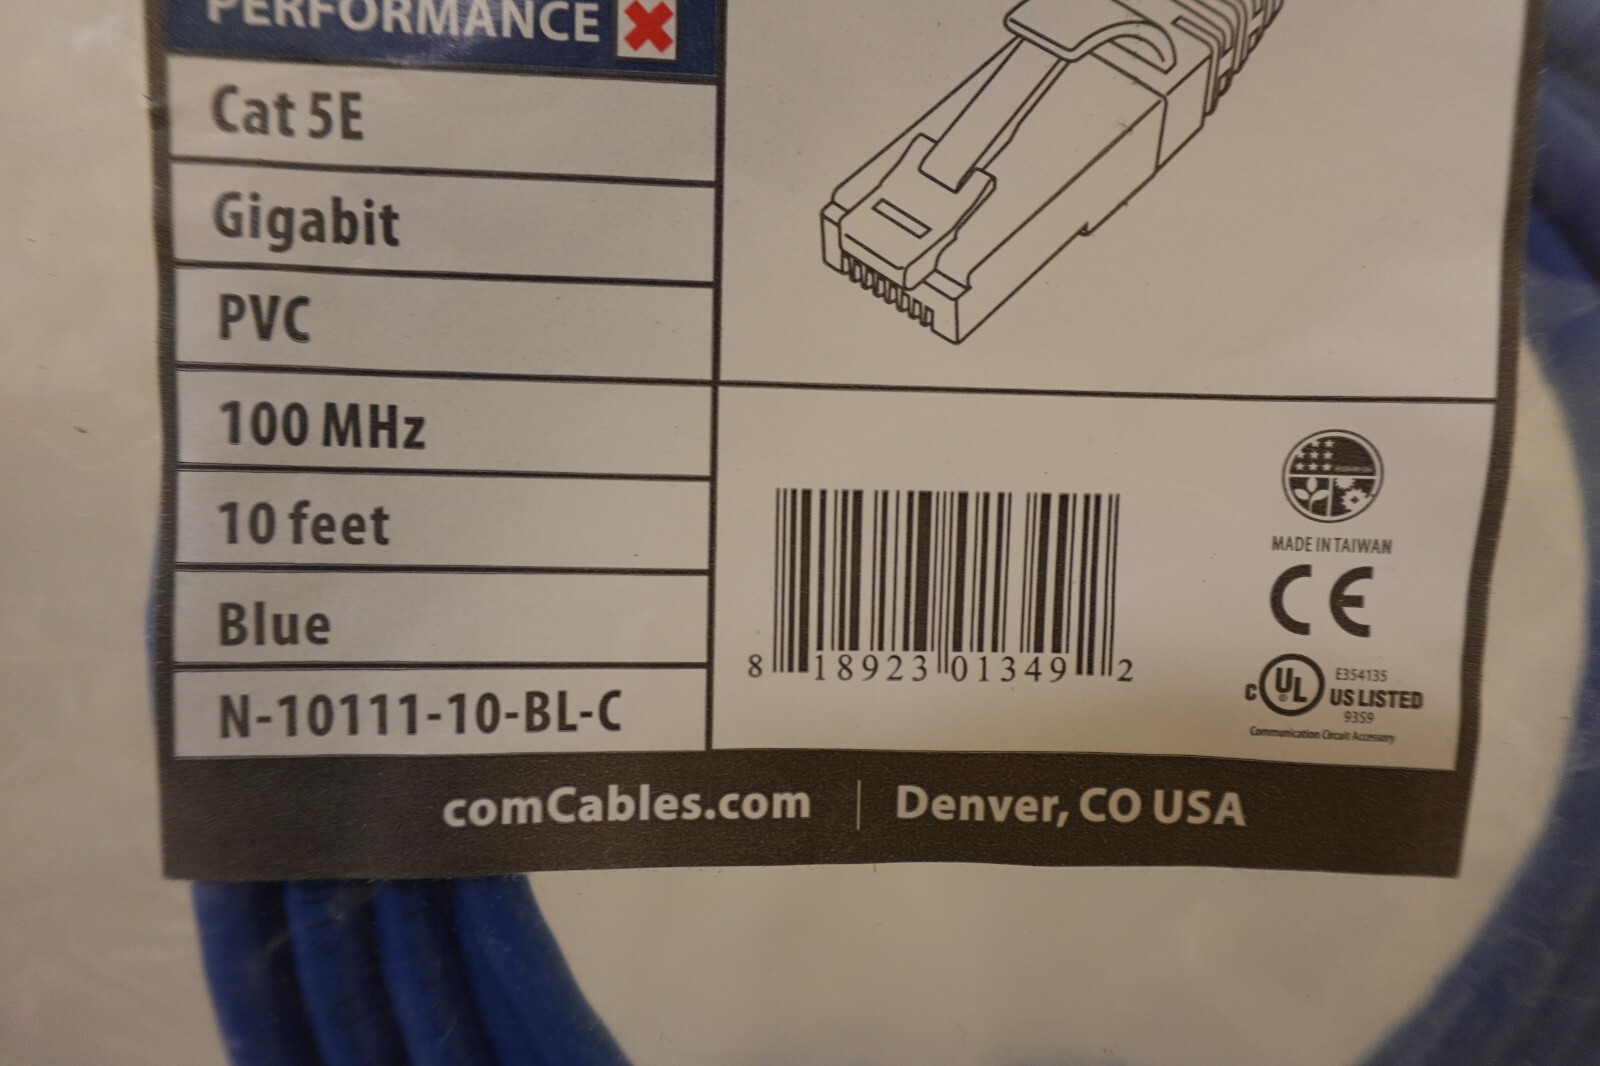 PERFORMANCE
Cat 5E
Gigabit
PVC
100 MHz
10 feet
Blue
N-10111-10-BL-C
8 18923 01349 2
MADE IN TAIWAN
CE
C UL US LISTED
E354135
9359
Communication Circuit Accessory
comCables.com | Denver, CO USA